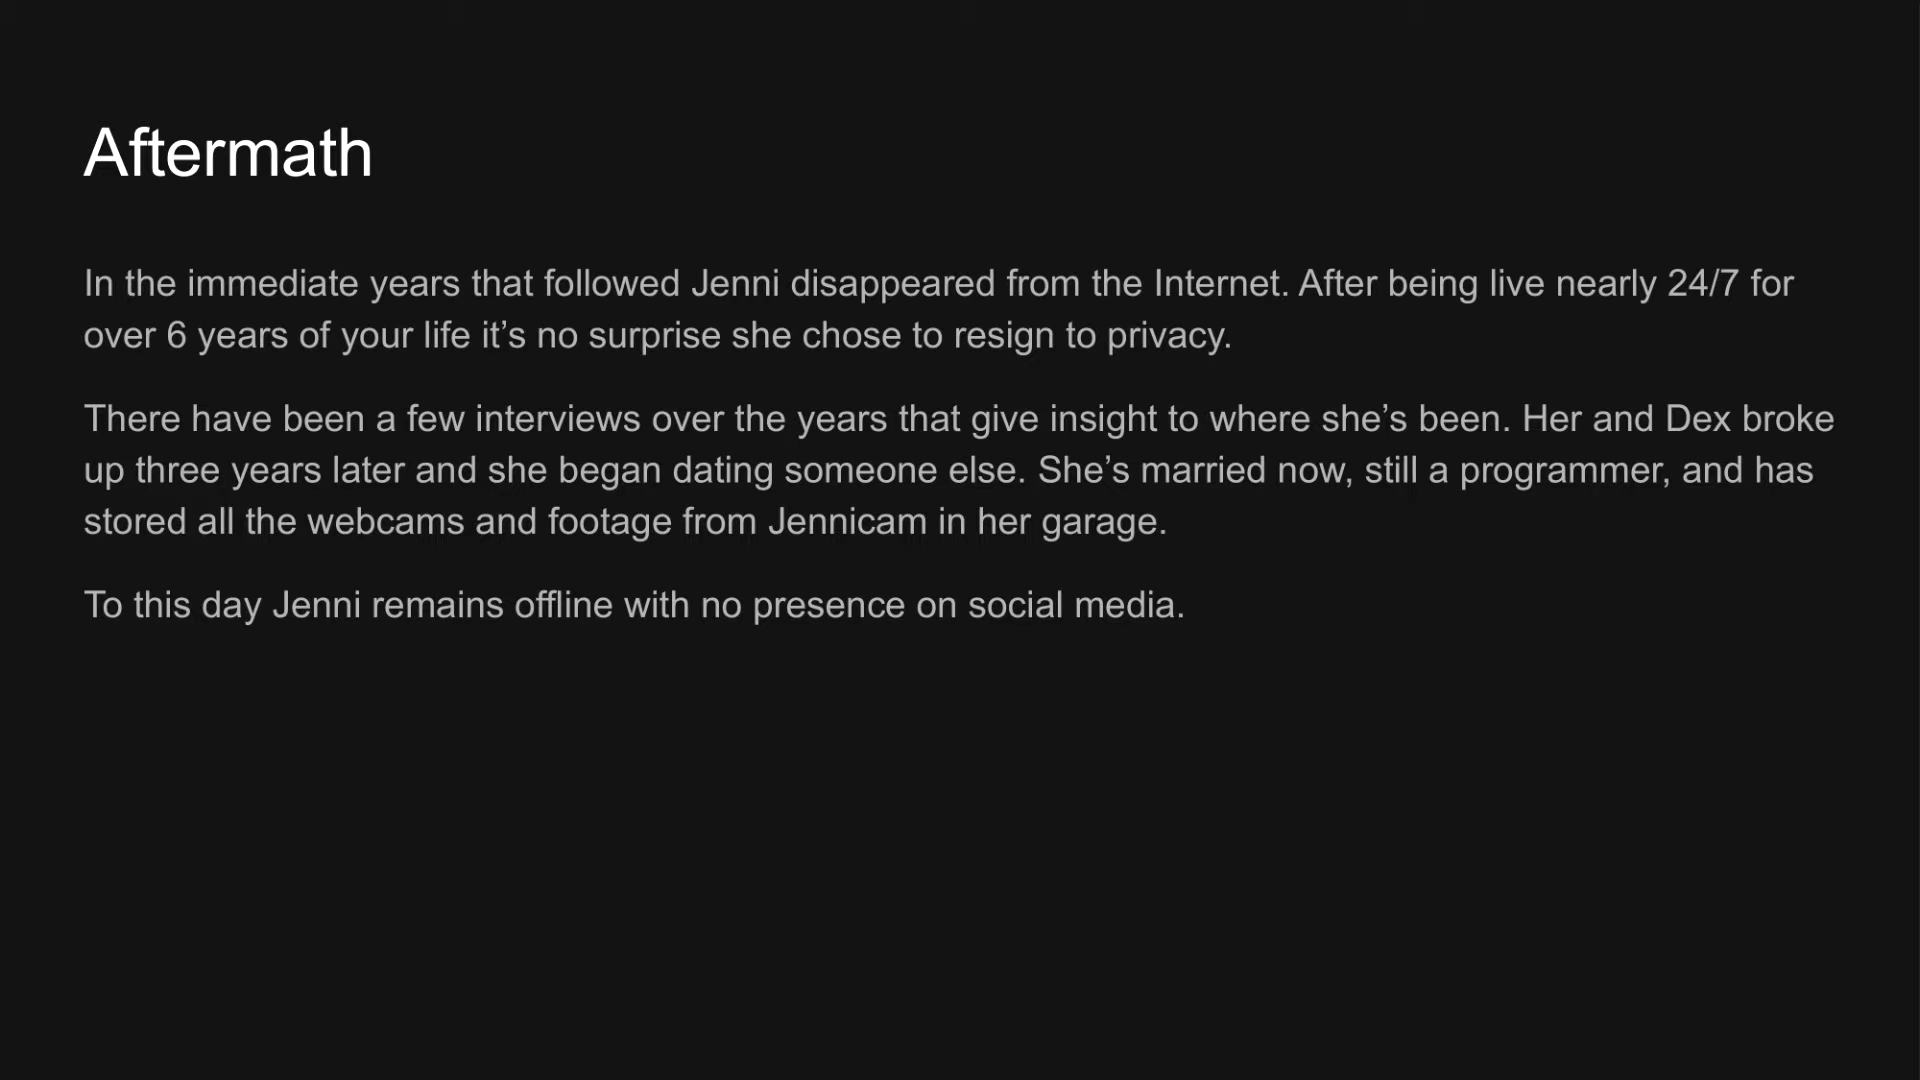 Aftermath
In the immediate years that followed Jenni disappeared from the Internet. After being live nearly 24/7 for
over 6 years of your life it’s no surprise she chose to resign to privacy.
There have been a few interviews over the years that give insight to where she’s been. Her and Dex broke
up three years later and she began dating someone else. She’s married now, still a programmer, and has
stored all the webcams and footage from Jennicam in her garage.
To this day Jenni remains offline with no presence on social media.